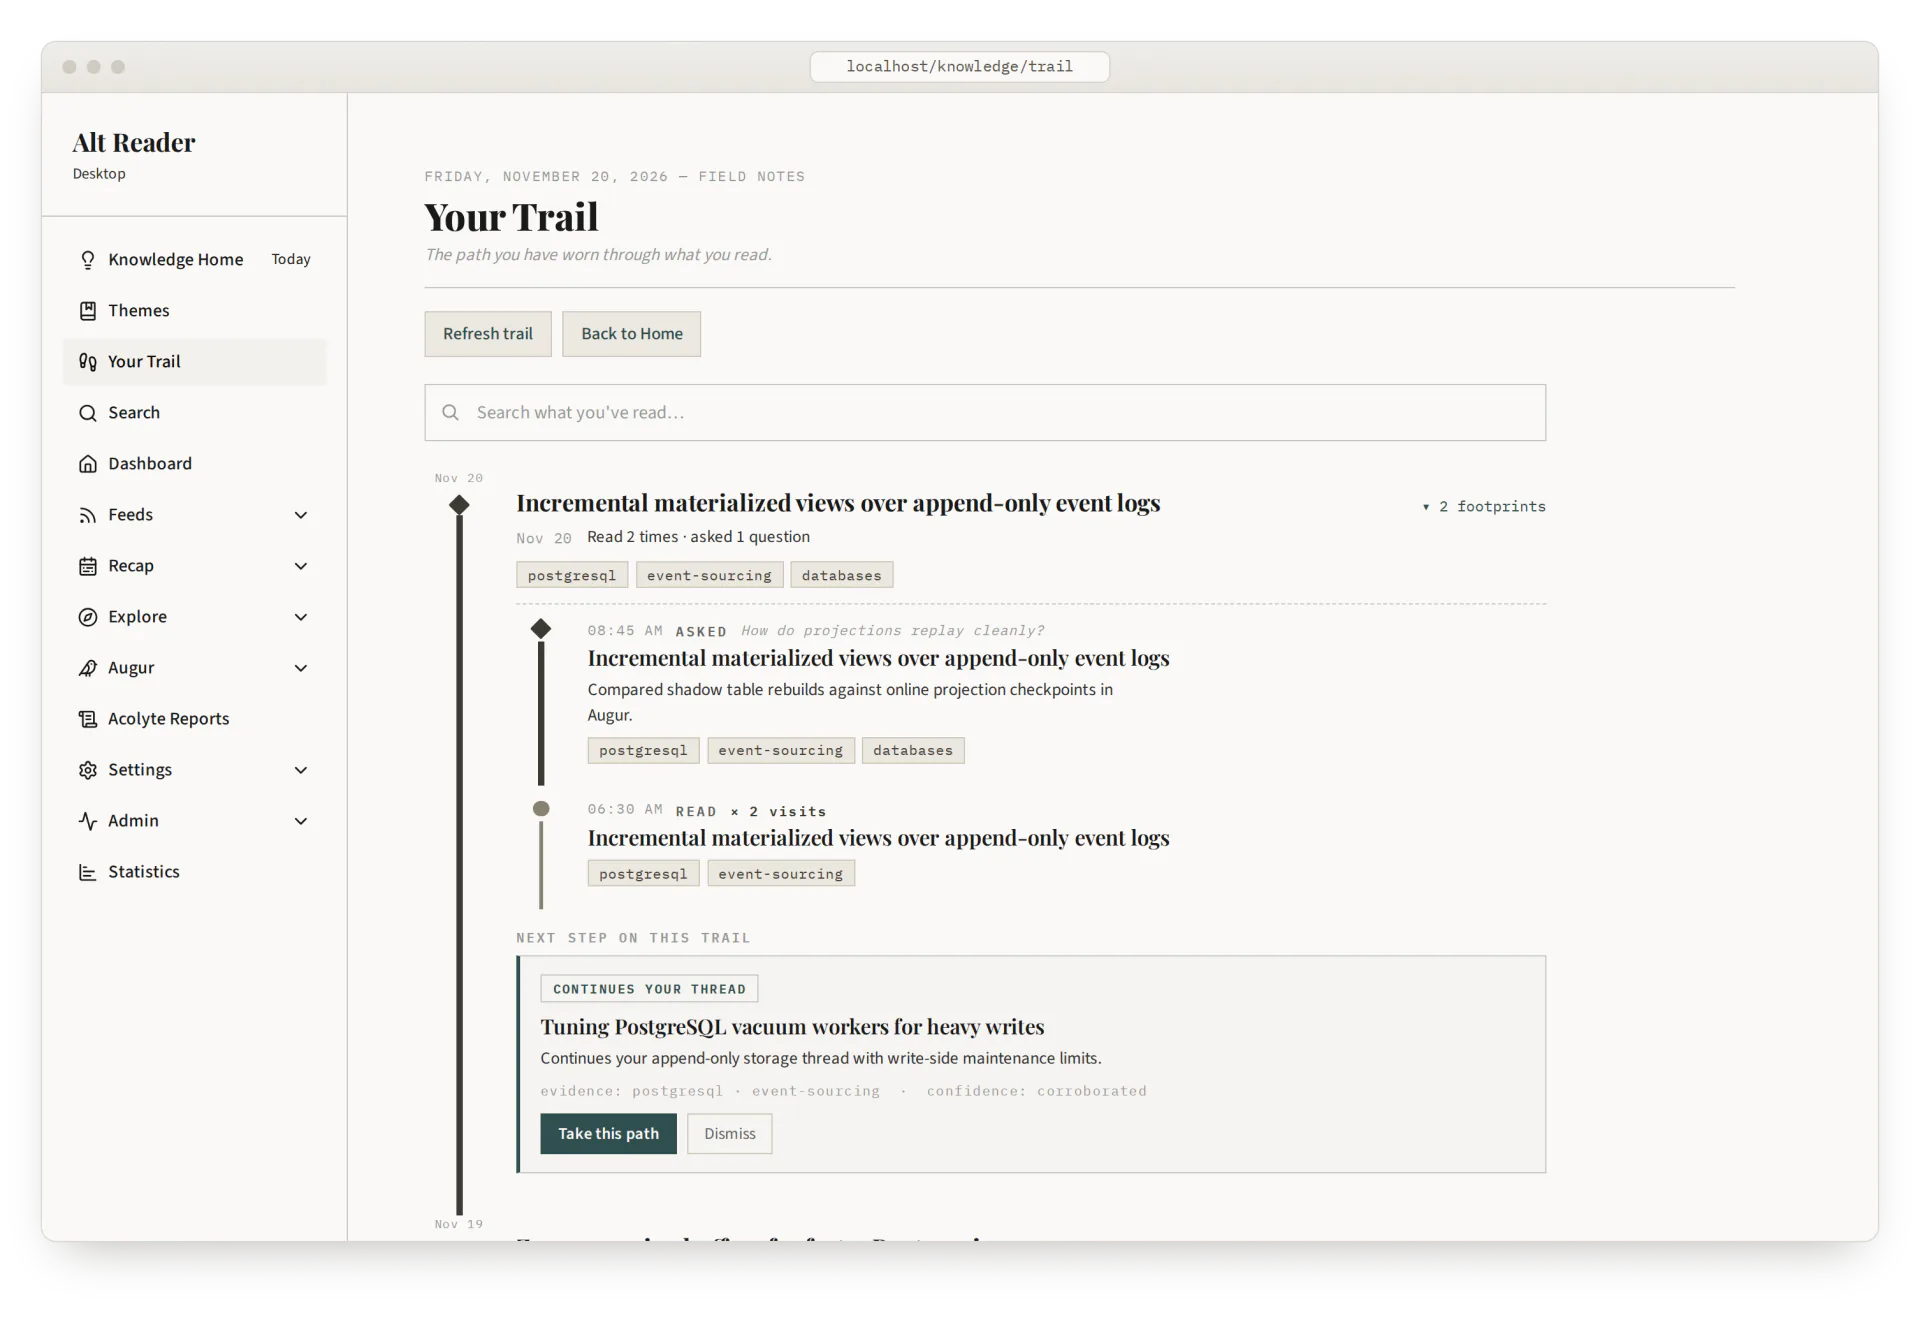 localhost/knowledge/trail
Alt Reader
Desktop
Knowledge Home Today
Themes
Your Trail
Search
Dashboard
Feeds
Recap
Explore
Augur
Acolyte Reports
Settings
Admin
Statistics
FRIDAY, NOVEMBER 20, 2026 — FIELD NOTES
Your Trail
The path you have worn through what you read.
Refresh trail Back to Home
Search what you've read…
Nov 20
Incremental materialized views over append-only event logs ▾ 2 footprints
Nov 20 Read 2 times · asked 1 question
postgresql event-sourcing databases
08:45 AM ASKED How do projections replay cleanly?
Incremental materialized views over append-only event logs
Compared shadow table rebuilds against online projection checkpoints in
Augur.
postgresql event-sourcing databases
06:30 AM READ × 2 visits
Incremental materialized views over append-only event logs
postgresql event-sourcing
NEXT STEP ON THIS TRAIL
CONTINUES YOUR THREAD
Tuning PostgreSQL vacuum workers for heavy writes
Continues your append-only storage thread with write-side maintenance limits.
evidence: postgresql · event-sourcing · confidence: corroborated
Take this path Dismiss
Nov 19